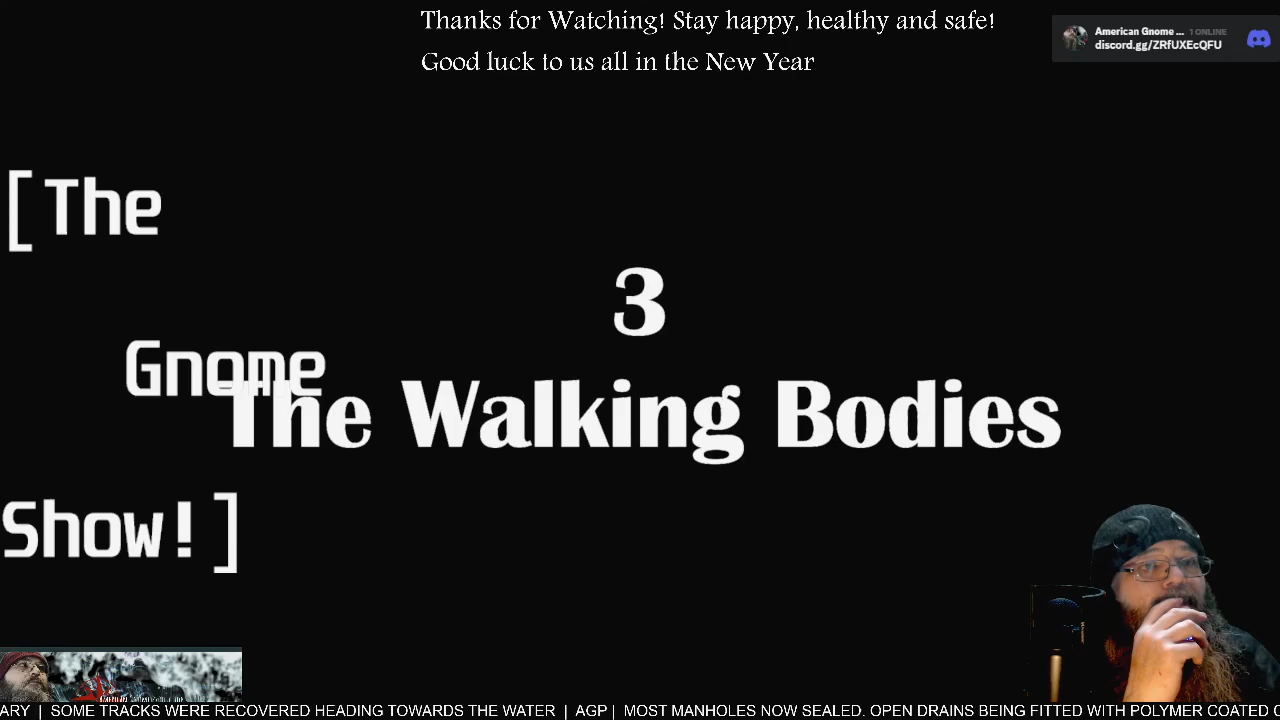 Thanks for Watching! Stay happy, healthy and safe!
Good luck to us all in the New Year
American Gnome ... 1 ONLINE
discord.gg/ZRfUXEcQFU
[The
Gnome
Show!]
3
The Walking Bodies
ARY | SOME TRACKS WERE RECOVERED HEADING TOWARDS THE WATER | AGP | MOST MANHOLES NOW SEALED. OPEN DRAINS BEING FITTED WITH POLYMER COATED